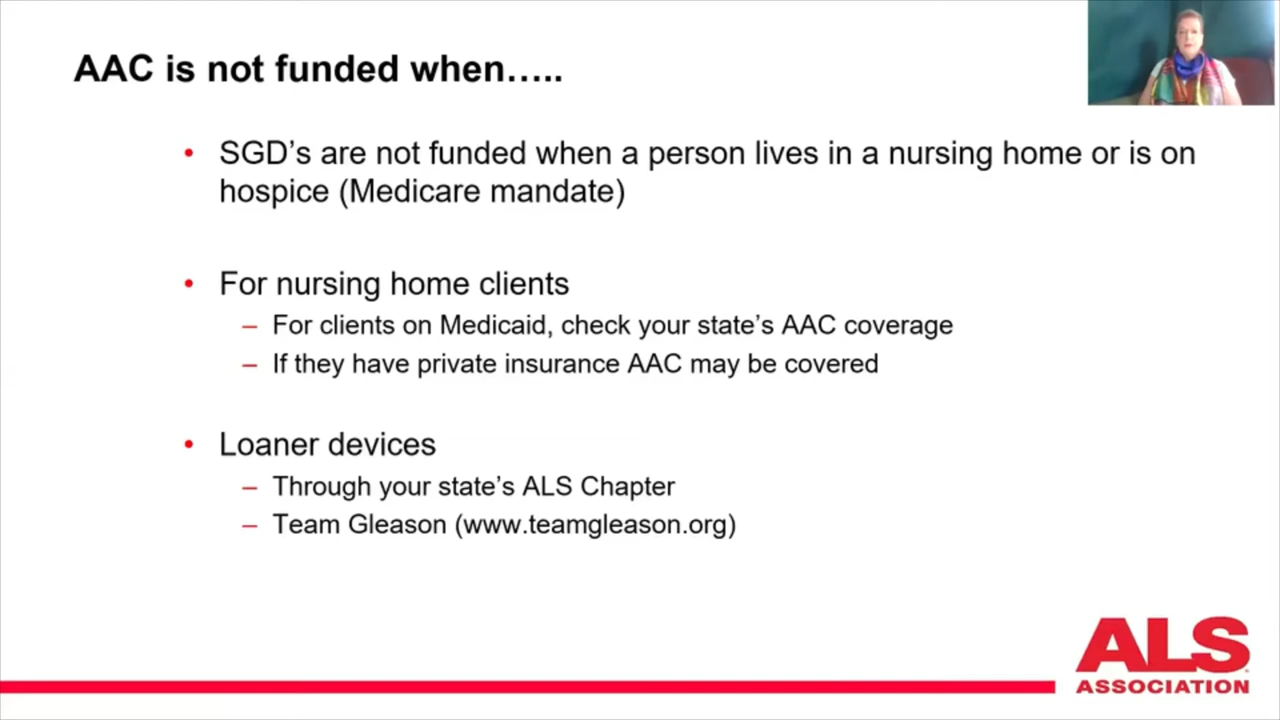 AAC is not funded when.....
• SGD's are not funded when a person lives in a nursing home or is on
hospice (Medicare mandate)
• For nursing home clients
– For clients on Medicaid, check your state's AAC coverage
– If they have private insurance AAC may be covered
• Loaner devices
– Through your state's ALS Chapter
– Team Gleason (www.teamgleason.org)
ALS
ASSOCIATION